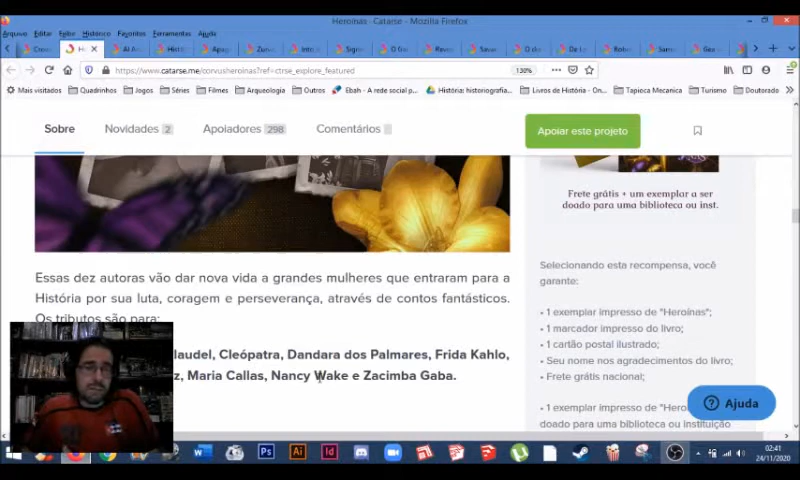 Heroínas · Catarse - Mozilla Firefox
Arquivo Editar Exibir Histórico Favoritos Ferramentas Ajuda
https://www.catarse.me/corvusheroinas?ref=ctrse_explore_featured
130%
Mais visitados Quadrinhos Jogos Séries Filmes Arqueologia Outros Ebah - A rede social p... História: historiografia... Livros de História - On... Tapioca Mecanica Turismo Doutorado
Sobre Novidades 2 Apoiadores 298 Comentários
Apoiar este projeto
Frete grátis + um exemplar a ser
doado para uma biblioteca ou inst.
Essas dez autoras vão dar nova vida a grandes mulheres que entraram para a
História por sua luta, coragem e perseverança, através de contos fantásticos.
Os tributos são para:
laudel, Cleópatra, Dandara dos Palmares, Frida Kahlo,
z, Maria Callas, Nancy Wake e Zacimba Gaba.
Selecionando esta recompensa, você
garante:
• 1 exemplar impresso de "Heroínas";
• 1 marcador impresso do livro;
• 1 cartão postal ilustrado;
• Seu nome nos agradecimentos do livro;
• Frete grátis nacional;
• 1 exemplar impresso de "Hero
doado para uma biblioteca ou instituição
Ajuda
02:41
24/11/2020